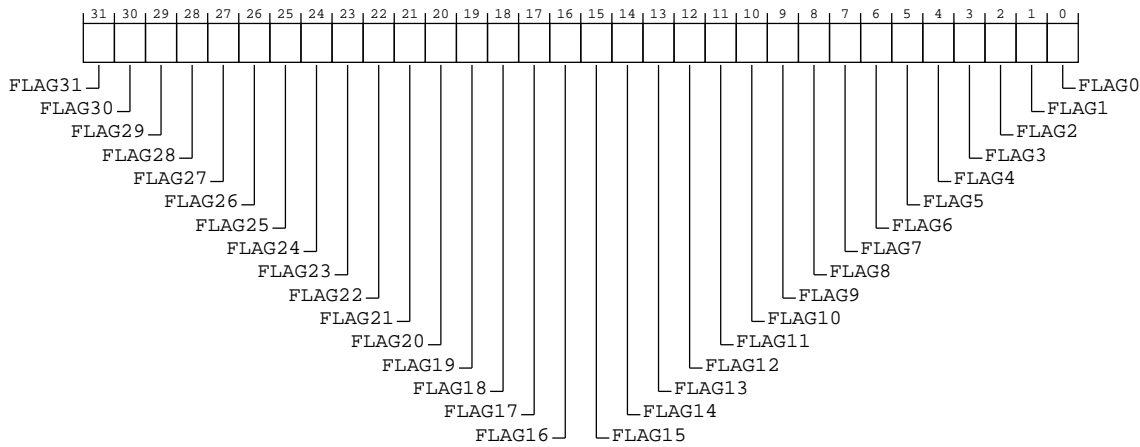 31 30 29 28 27 26 25 24 23 22 21 20 19 18 17 16 15 14 13 12 11 10 9 8 7 6 5 4 3 2 1 0
FLAG31 FLAG0
FLAG30 FLAG1
FLAG29 FLAG2
FLAG28 FLAG3
FLAG27 FLAG4
FLAG26 FLAG5
FLAG25 FLAG6
FLAG24 FLAG7
FLAG23 FLAG8
FLAG22 FLAG9
FLAG21 FLAG10
FLAG20 FLAG11
FLAG19 FLAG12
FLAG18 FLAG13
FLAG17 FLAG14
FLAG16 FLAG15